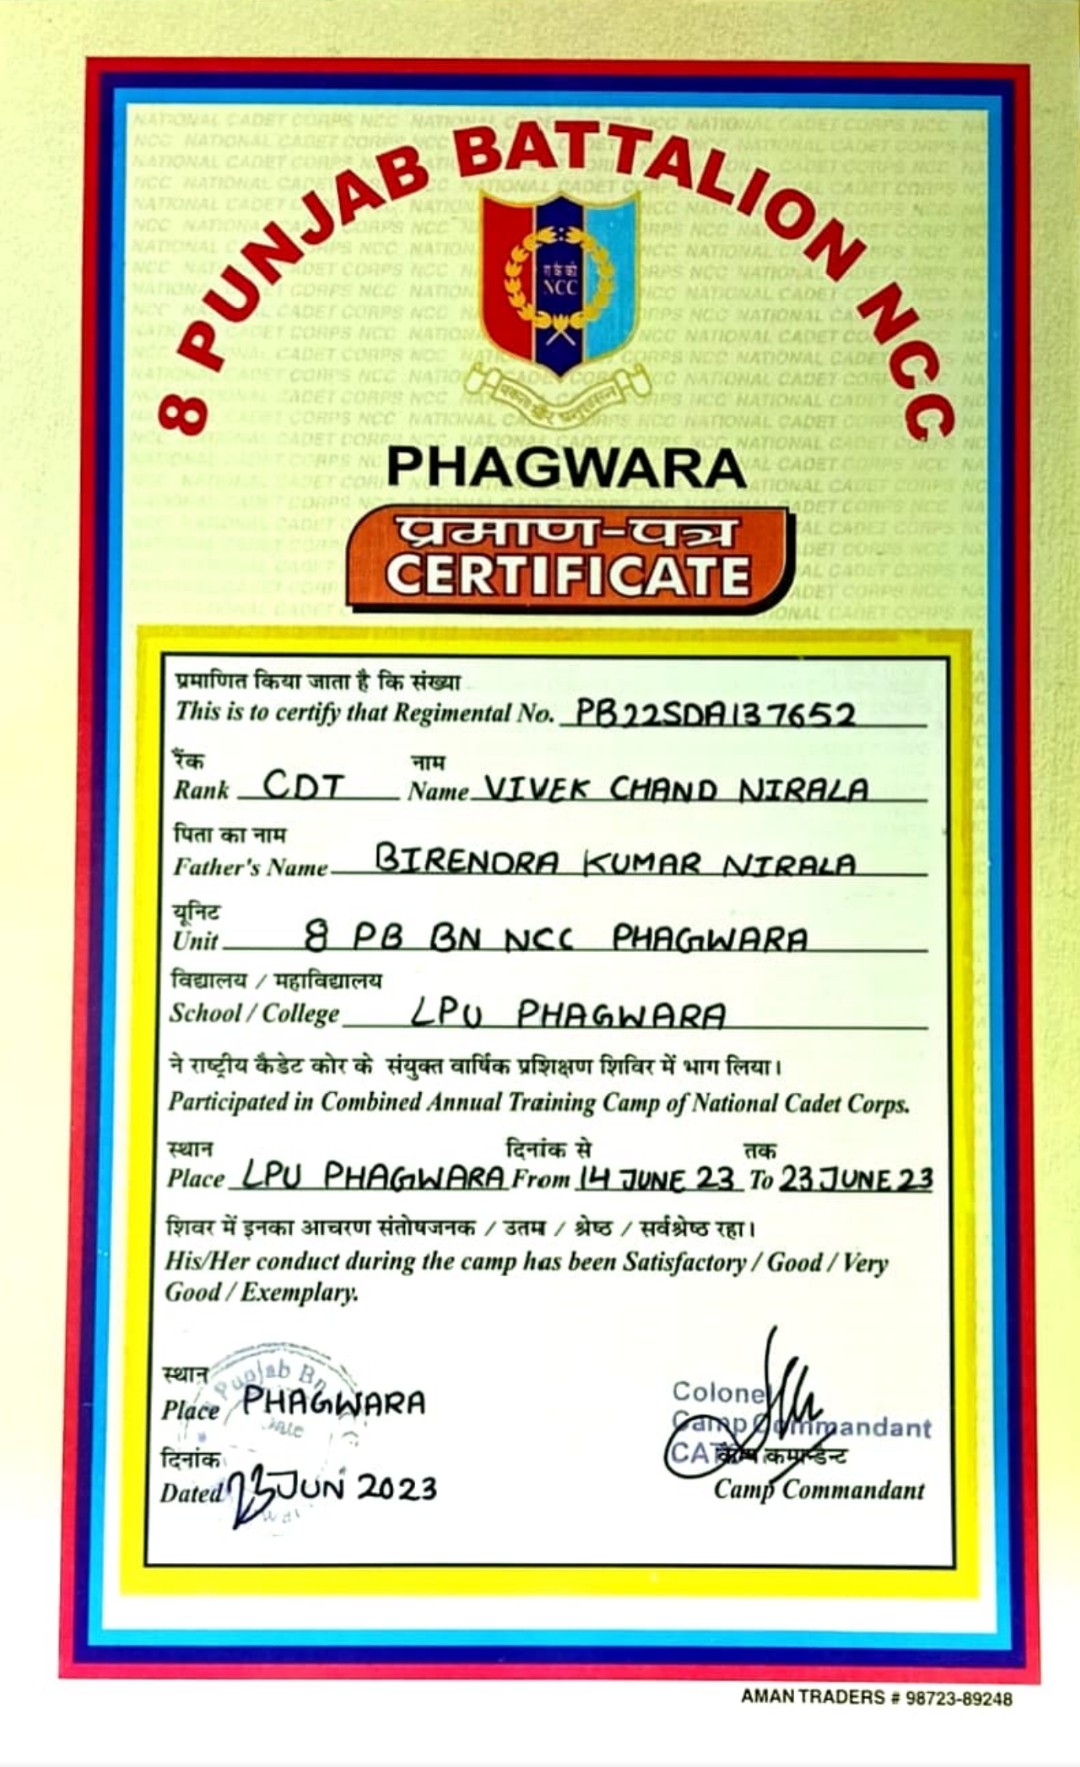 8 PUNJAB BATTALION NCC
रा कै को
NCC
एकता और अनुशासन
PHAGWARA
प्रमाण-पत्र
CERTIFICATE
प्रमाणित किया जाता है कि संख्या
This is to certify that Regimental No. PB22SDA137652
रैंक नाम
Rank CDT Name VIVEK CHAND NIRALA
पिता का नाम
Father's Name BIRENDRA KUMAR NIRALA
यूनिट
Unit 8 PB BN NCC PHAGWARA
विद्यालय / महाविद्यालय
School / College LPU PHAGWARA
ने राष्ट्रीय कैडेट कोर के संयुक्त वार्षिक प्रशिक्षण शिविर में भाग लिया।
Participated in Combined Annual Training Camp of National Cadet Corps.
स्थान दिनांक से तक
Place LPU PHAGWARA From 14 JUNE 23 To 23 JUNE 23
शिवर में इनका आचरण संतोषजनक / उतम / श्रेष्ठ / सर्वश्रेष्ठ रहा।
His/Her conduct during the camp has been Satisfactory / Good / Very
Good / Exemplary.
स्थान
Place PHAGWARA
Punjab Bn
Date
दिनांक
Dated 23 JUN 2023
Colonel
Camp Commandant
कैम्प कमान्डेन्ट
Camp Commandant
AMAN TRADERS # 98723-89248